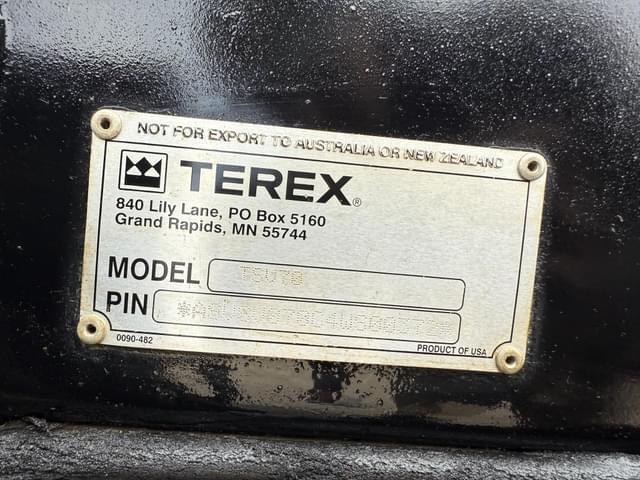 NOT FOR EXPORT TO AUSTRALIA OR NEW ZEALAND
TEREX®
840 Lily Lane, PO Box 5160
Grand Rapids, MN 55744
MODEL
PIN
0090-482
PRODUCT OF USA